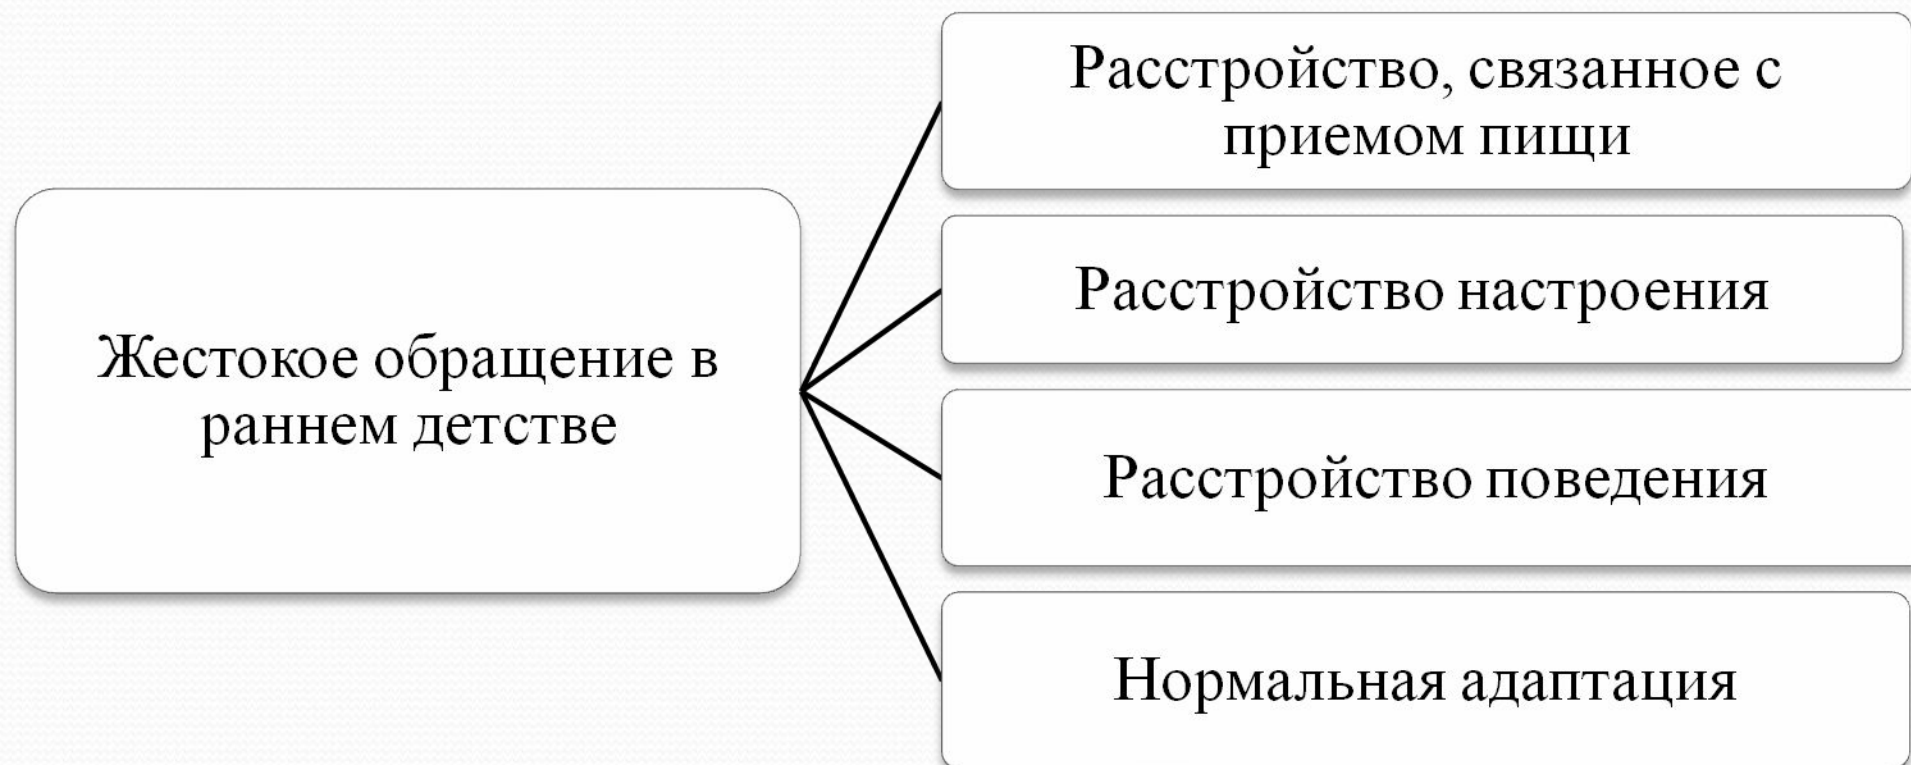 Жестокое обращение в
раннем детстве
Расстройство, связанное с
приемом пищи
Расстройство настроения
Расстройство поведения
Нормальная адаптация